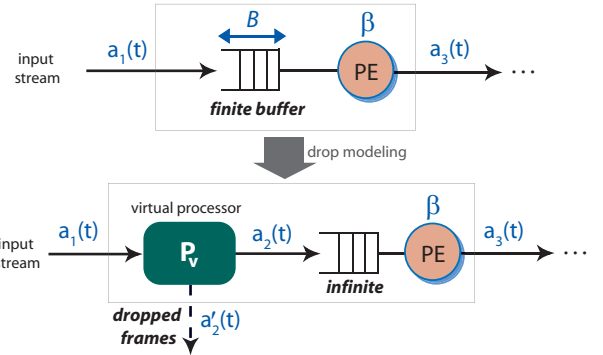 B
β
input
stream
a₁(t)
PE
a₃(t)
...
finite buffer
drop modeling
virtual processor
β
input
stream
a₁(t)
Pᵥ
a₂(t)
PE
a₃(t)
...
infinite
dropped
frames
a′₂(t)